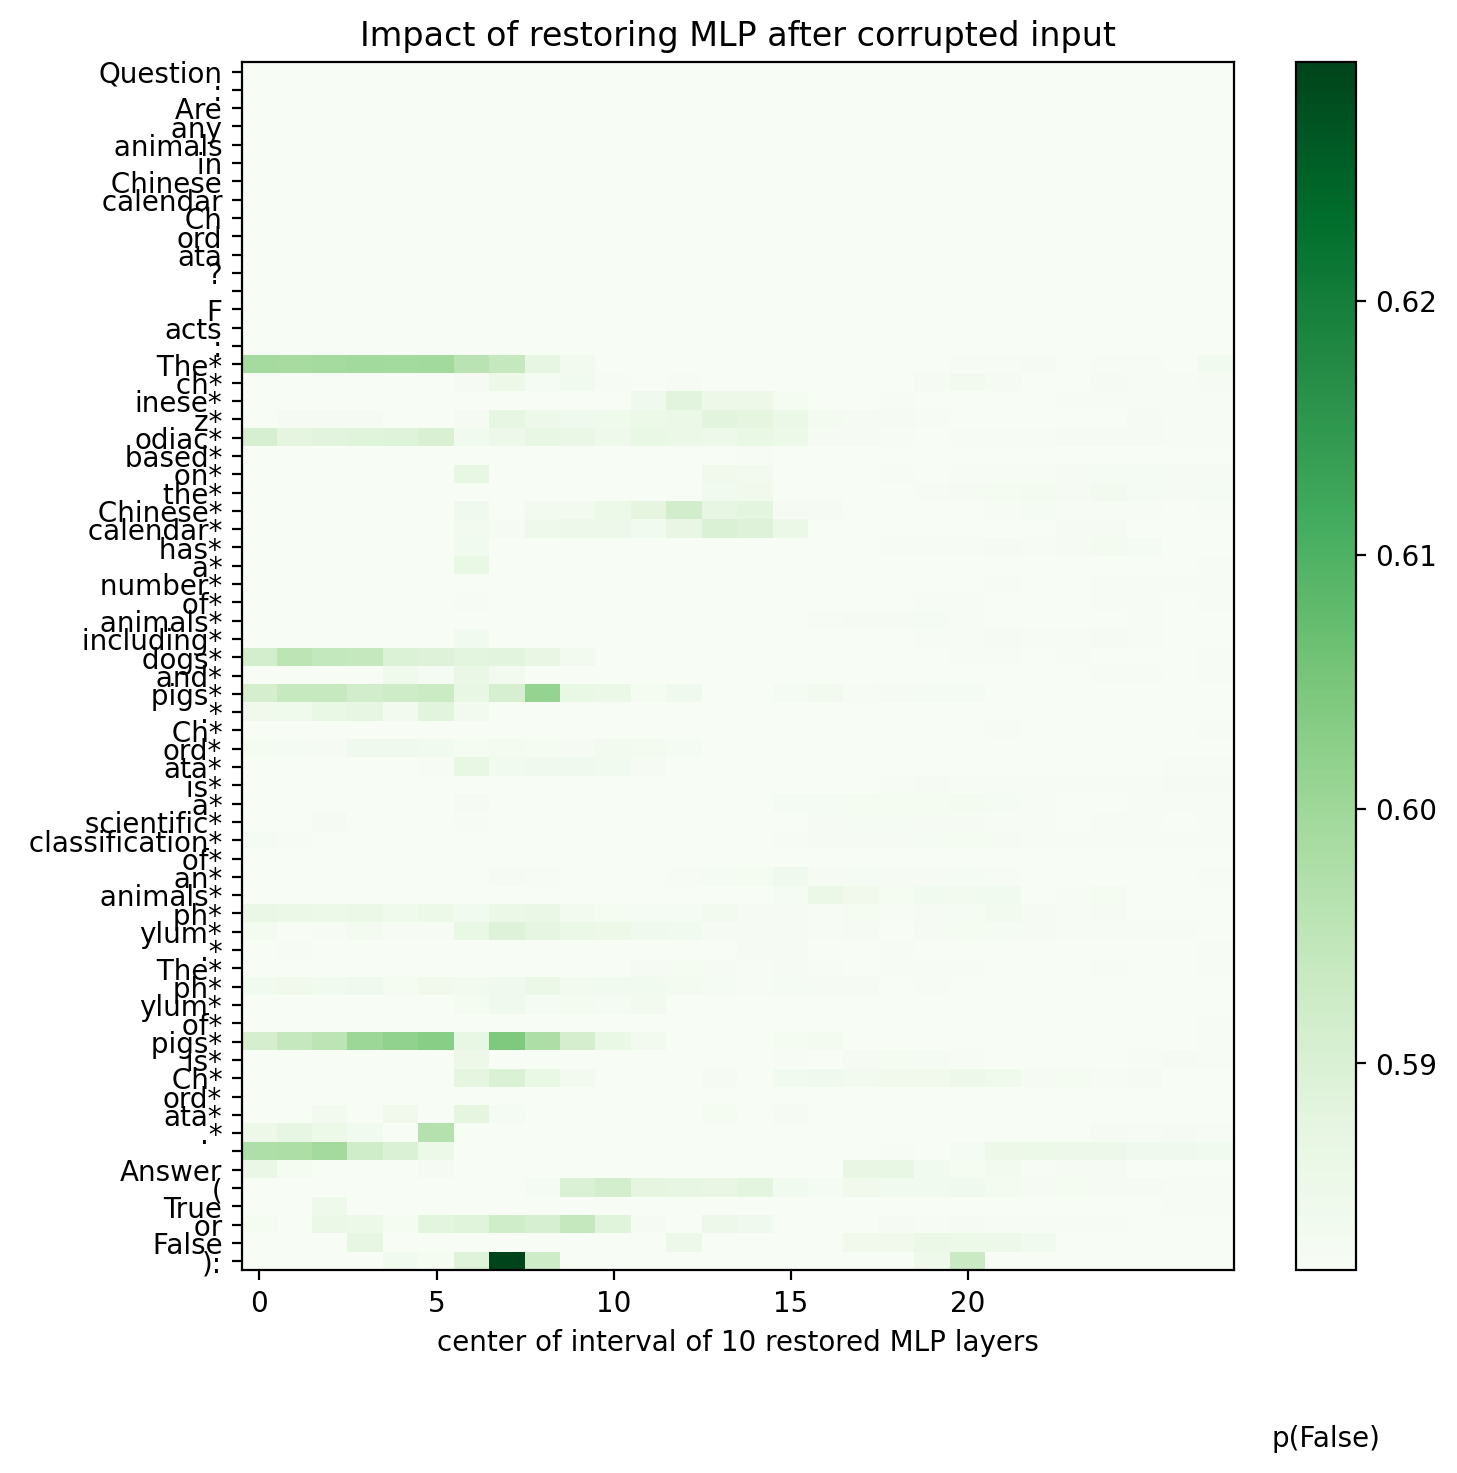 Impact of restoring MLP after corrupted input
Question
:
Are
any
animals
in
Chinese
calendar
Ch
ord
ata
?
F
acts
:
The*
ch*
inese*
z*
odiac*
based*
on*
the*
Chinese*
calendar*
has*
a*
number*
of*
animals*
including*
dogs*
and*
pigs*
.*
Ch*
ord*
ata*
is*
a*
scientific*
classification*
of*
an*
animals*
ph*
ylum*
.*
The*
ph*
ylum*
of*
pigs*
is*
Ch*
ord*
ata*
.*
Answer
(
True
or
False
):
0 5 10 15 20
center of interval of 10 restored MLP layers
0.62
0.61
0.60
0.59
p(False)